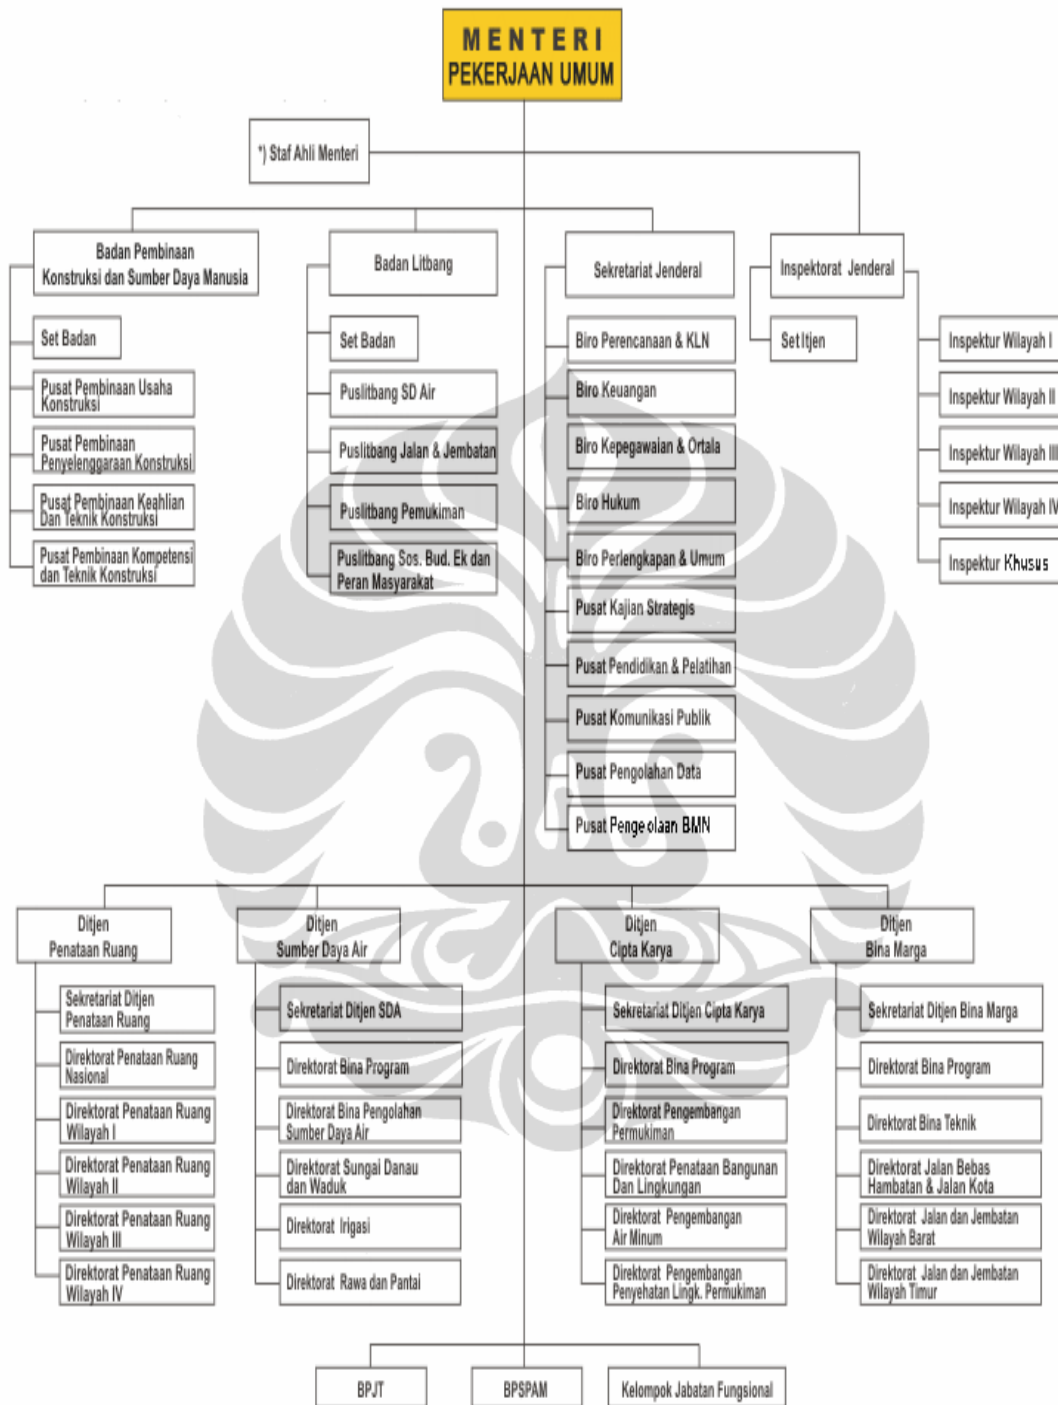 MENTERI
PEKERJAAN UMUM
*) Staf Ahli Menteri
Badan Pembinaan
Konstruksi dan Sumber Daya Manusia
Set Badan
Pusat Pembinaan Usaha
Konstruksi
Pusat Pembinaan
Penyelenggaraan Konstruksi
Pusat Pembinaan Keahlian
Dan Teknik Konstruksi
Pusat Pembinaan Kompetensi
dan Teknik Konstruksi
Badan Litbang
Set Badan
Puslitbang SD Air
Puslitbang Jalan & Jembatan
Puslitbang Pemukiman
Puslitbang Sos. Bud. Ek dan
Peran Masyarakat
Sekretariat Jenderal
Biro Perencanaan & KLN
Biro Keuangan
Biro Kepegawaian & Ortala
Biro Hukum
Biro Perlengkapan & Umum
Pusat Kajian Strategis
Pusat Pendidikan & Pelatihan
Pusat Komunikasi Publik
Pusat Pengolahan Data
Pusat Pengeolaan BMN
Inspektorat Jenderal
Set Itjen
Inspektur Wilayah I
Inspektur Wilayah II
Inspektur Wilayah III
Inspektur Wilayah IV
Inspektur Khusus
Ditjen
Penataan Ruang
Sekretariat Ditjen
Penataan Ruang
Direktorat Penataan Ruang
Nasional
Direktorat Penataan Ruang
Wilayah I
Direktorat Penataan Ruang
Wilayah II
Direktorat Penataan Ruang
Wilayah III
Direktorat Penataan Ruang
Wilayah IV
Ditjen
Sumber Daya Air
Sekretariat Ditjen SDA
Direktorat Bina Program
Direktorat Bina Pengolahan
Sumber Daya Air
Direktorat Sungai Danau
dan Waduk
Direktorat Irigasi
Direktorat Rawa dan Pantai
Ditjen
Cipta Karya
Sekretariat Ditjen Cipta Karya
Direktorat Bina Program
Direktorat Pengembangan
Permukiman
Direktorat Penataan Bangunan
Dan Lingkungan
Direktorat Pengembangan
Air Minum
Direktorat Pengembangan
Penyehatan Lingk. Permukiman
Ditjen
Bina Marga
Sekretariat Ditjen Bina Marga
Direktorat Bina Program
Direktorat Bina Teknik
Direktorat Jalan Bebas
Hambatan & Jalan Kota
Direktorat Jalan dan Jembatan
Wilayah Barat
Direktorat Jalan dan Jembatan
Wilayah Timur
BPJT
BPSPAM
Kelompok Jabatan Fungsional